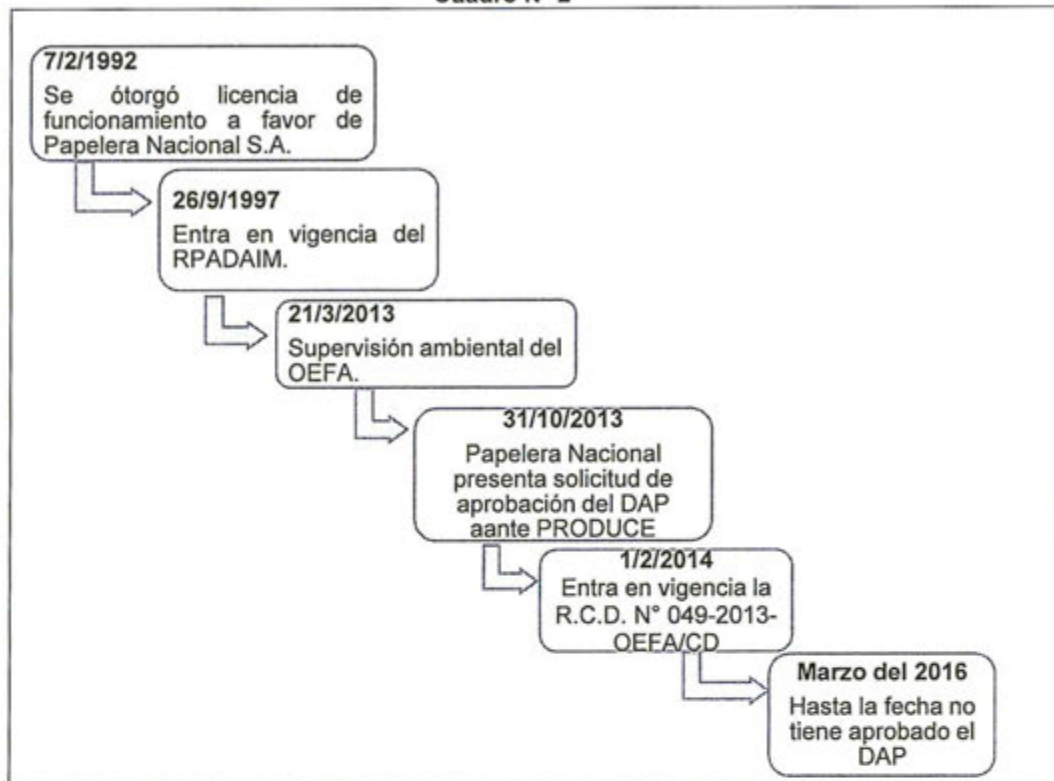 Cuadro N° 2
7/2/1992
Se ótorgó licencia de
funcionamiento a favor de
Papelera Nacional S.A.
26/9/1997
Entra en vigencia del
RPADAIM.
21/3/2013
Supervisión ambiental del
OEFA.
31/10/2013
Papelera Nacional
presenta solicitud de
aprobación del DAP
aante PRODUCE
1/2/2014
Entra en vigencia la
R.C.D. N° 049-2013-
OEFA/CD
Marzo del 2016
Hasta la fecha no
tiene aprobado el
DAP